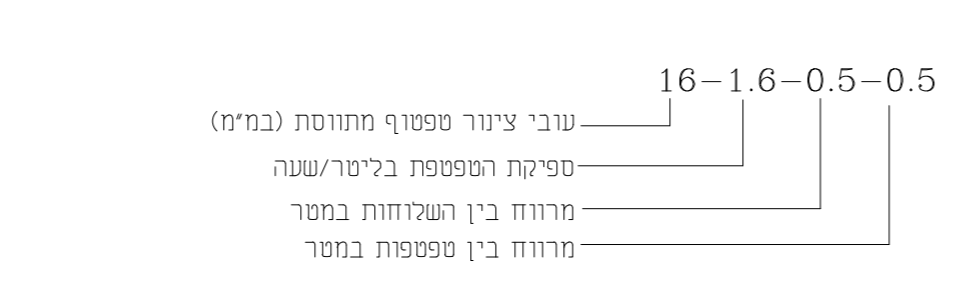 16-1.6-0.5-0.5
עובי צינור טפטוף מתווסת (במ"מ)
ספיקת הטפטפת בליטר/שעה
מרווח בין השלוחות במטר
מרווח בין טפטפות במטר